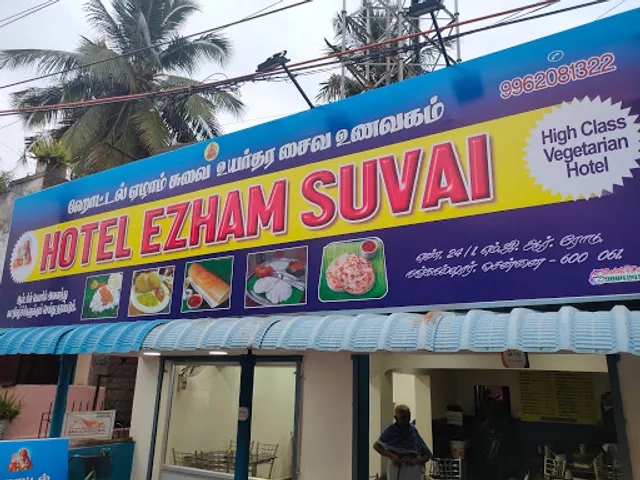 9962081322
ஹோட்டல் ஏழாம் சுவை உயர்தர சைவ உணவகம்
HOTEL EZHAM SUVAI
High Class
Vegetarian
Hotel
எண். 24/1 எம்.ஜி. ஆர். ரோடு
சென்னை - 600 061.